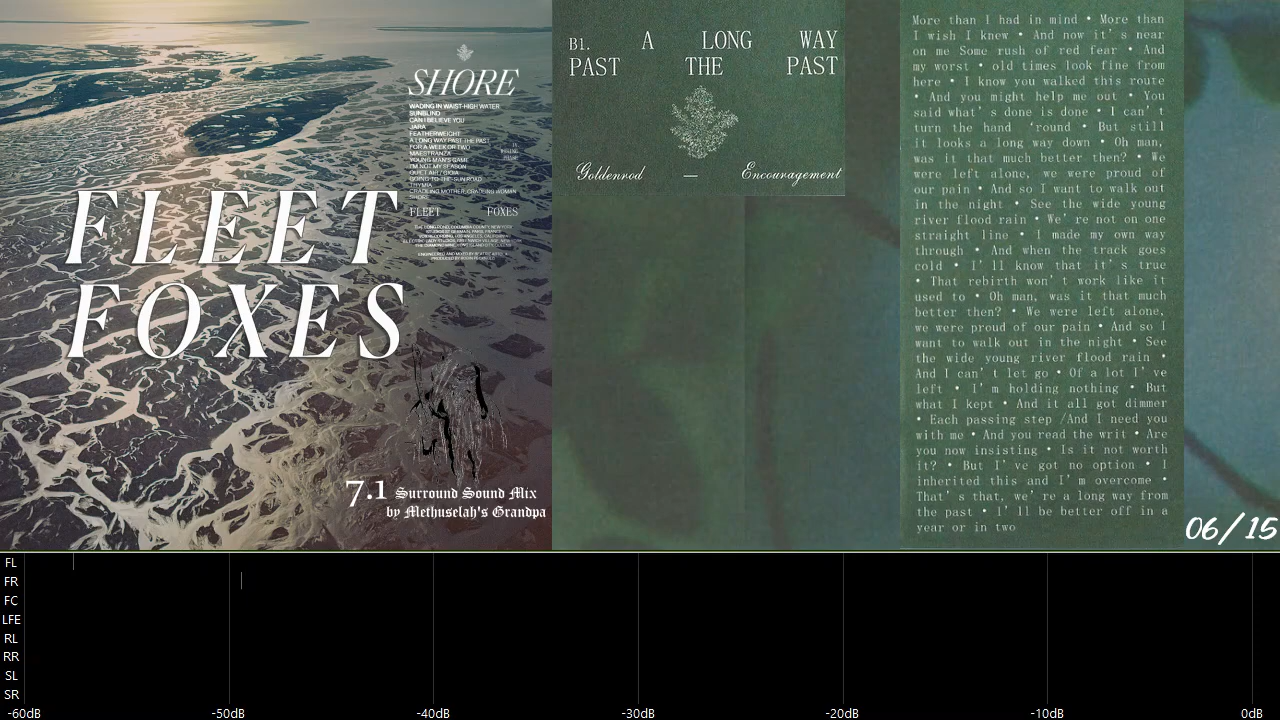 SHORE
WADING IN WAIST-HIGH WATER
SUNBLIND
CAN I BELIEVE YOU
JARA
FEATHERWEIGHT
A LONG WAY PAST THE PAST
FOR A WEEK OR TWO
MAESTRANZA
YOUNG MAN'S GAME
I'M NOT MY SEASON
QUIET AIR / GIOIA
GOING-TO-THE-SUN ROAD
THYMIA
CRADLING MOTHER, CRADLING WOMAN
SHORE
FLEET FOXES
FLEET
FOXES
7.1 Surround Sound Mix
by Methuselah's Grandpa
B1. A LONG WAY
PAST THE PAST
Goldenrod — Encouragement
More than I had in mind • More than
I wish I knew • And now it's near
on me Some rush of red fear • And
my worst • old times look fine from
here • I know you walked this route
• And you might help me out • You
said what's done is done • I can't
turn the hand 'round • But still
it looks a long way down • Oh man,
was it that much better then? • We
were left alone, we were proud of
our pain • And so I want to walk out
in the night • See the wide young
river flood rain • We're not on one
straight line • I made my own way
through • And when the track goes
cold • I'll know that it's true
• That rebirth won't work like it
used to • Oh man, was it that much
better then? • We were left alone,
we were proud of our pain • And so I
want to walk out in the night • See
the wide young river flood rain •
And I can't let go • Of a lot I've
left • I'm holding nothing • But
what I kept • And it all got dimmer
• Each passing step /And I need you
with me • And you read the writ • Are
you now insisting • Is it not worth
it? • But I've got no option • I
inherited this and I'm overcome •
That's that, we're a long way from
the past • I'll be better off in a
year or in two
06/15
FL
FR
FC
LFE
RL
RR
SL
SR
-60dB -50dB -40dB -30dB -20dB -10dB 0dB